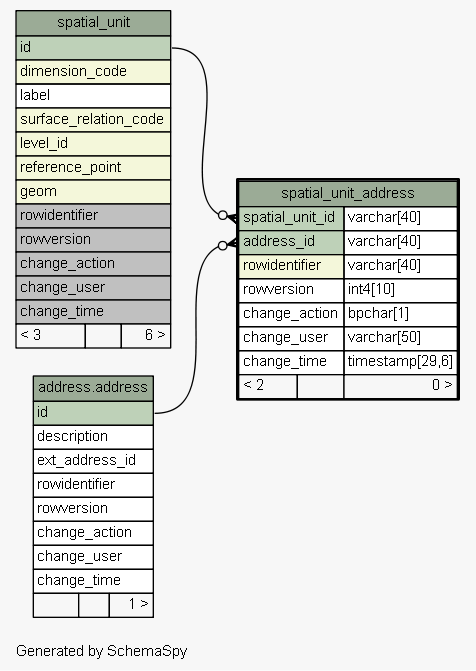 spatial_unit
id
dimension_code
label
surface_relation_code
level_id
reference_point
geom
rowidentifier
rowversion
change_action
change_user
change_time
< 3 6 >
spatial_unit_address
spatial_unit_id varchar[40]
address_id varchar[40]
rowidentifier varchar[40]
rowversion int4[10]
change_action bpchar[1]
change_user varchar[50]
change_time timestamp[29,6]
< 2 0 >
address.address
id
description
ext_address_id
rowidentifier
rowversion
change_action
change_user
change_time
1 >
Generated by SchemaSpy